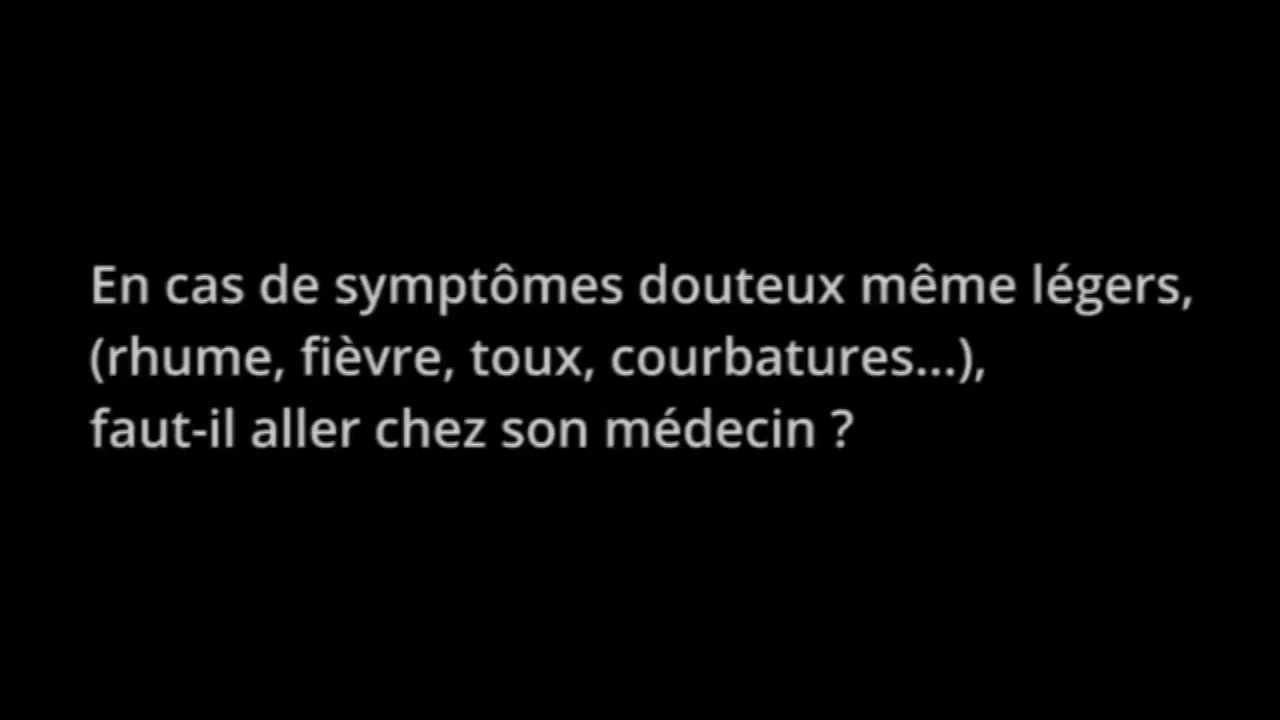 En cas de symptômes douteux même légers,
(rhume, fièvre, toux, courbatures...),
faut-il aller chez son médecin ?